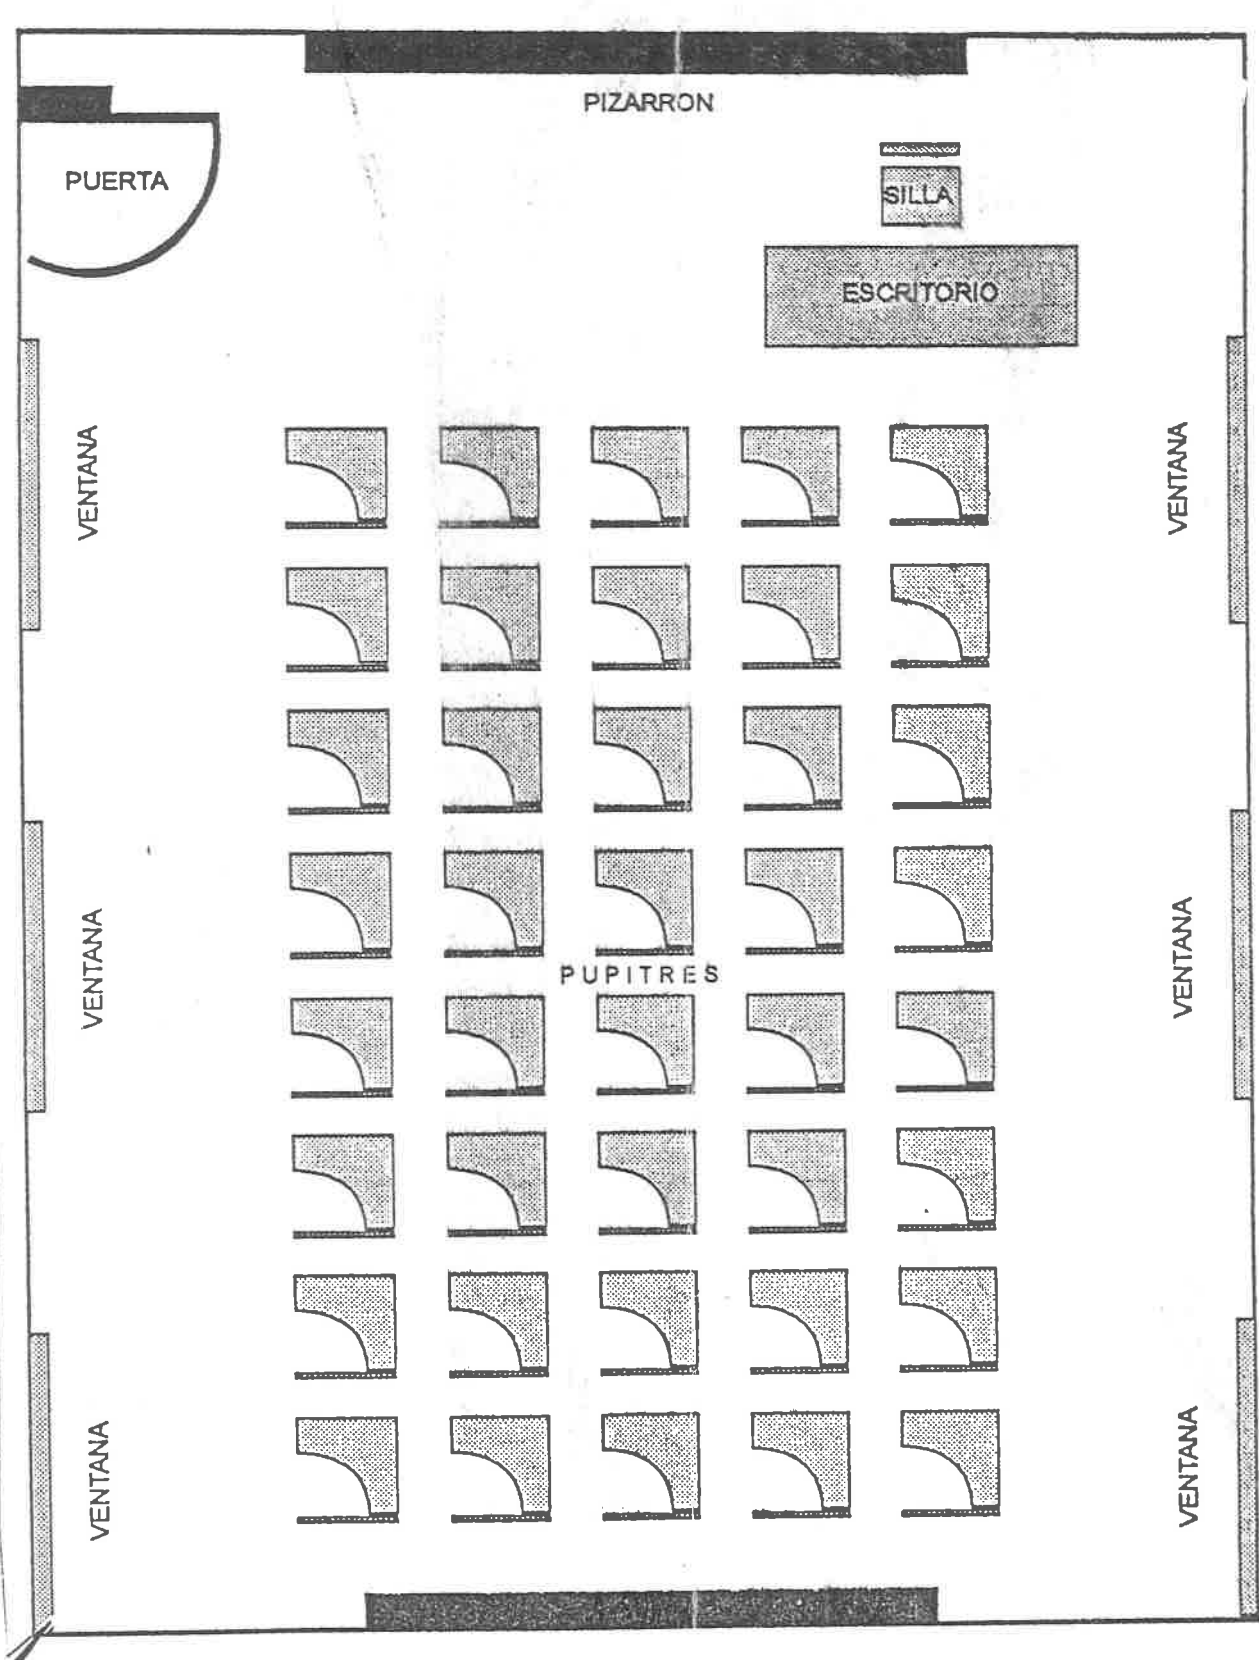 PIZARRON
PUERTA
SILLA
ESCRITORIO
VENTANA
VENTANA
VENTANA
VENTANA
PUPITRES
VENTANA
VENTANA